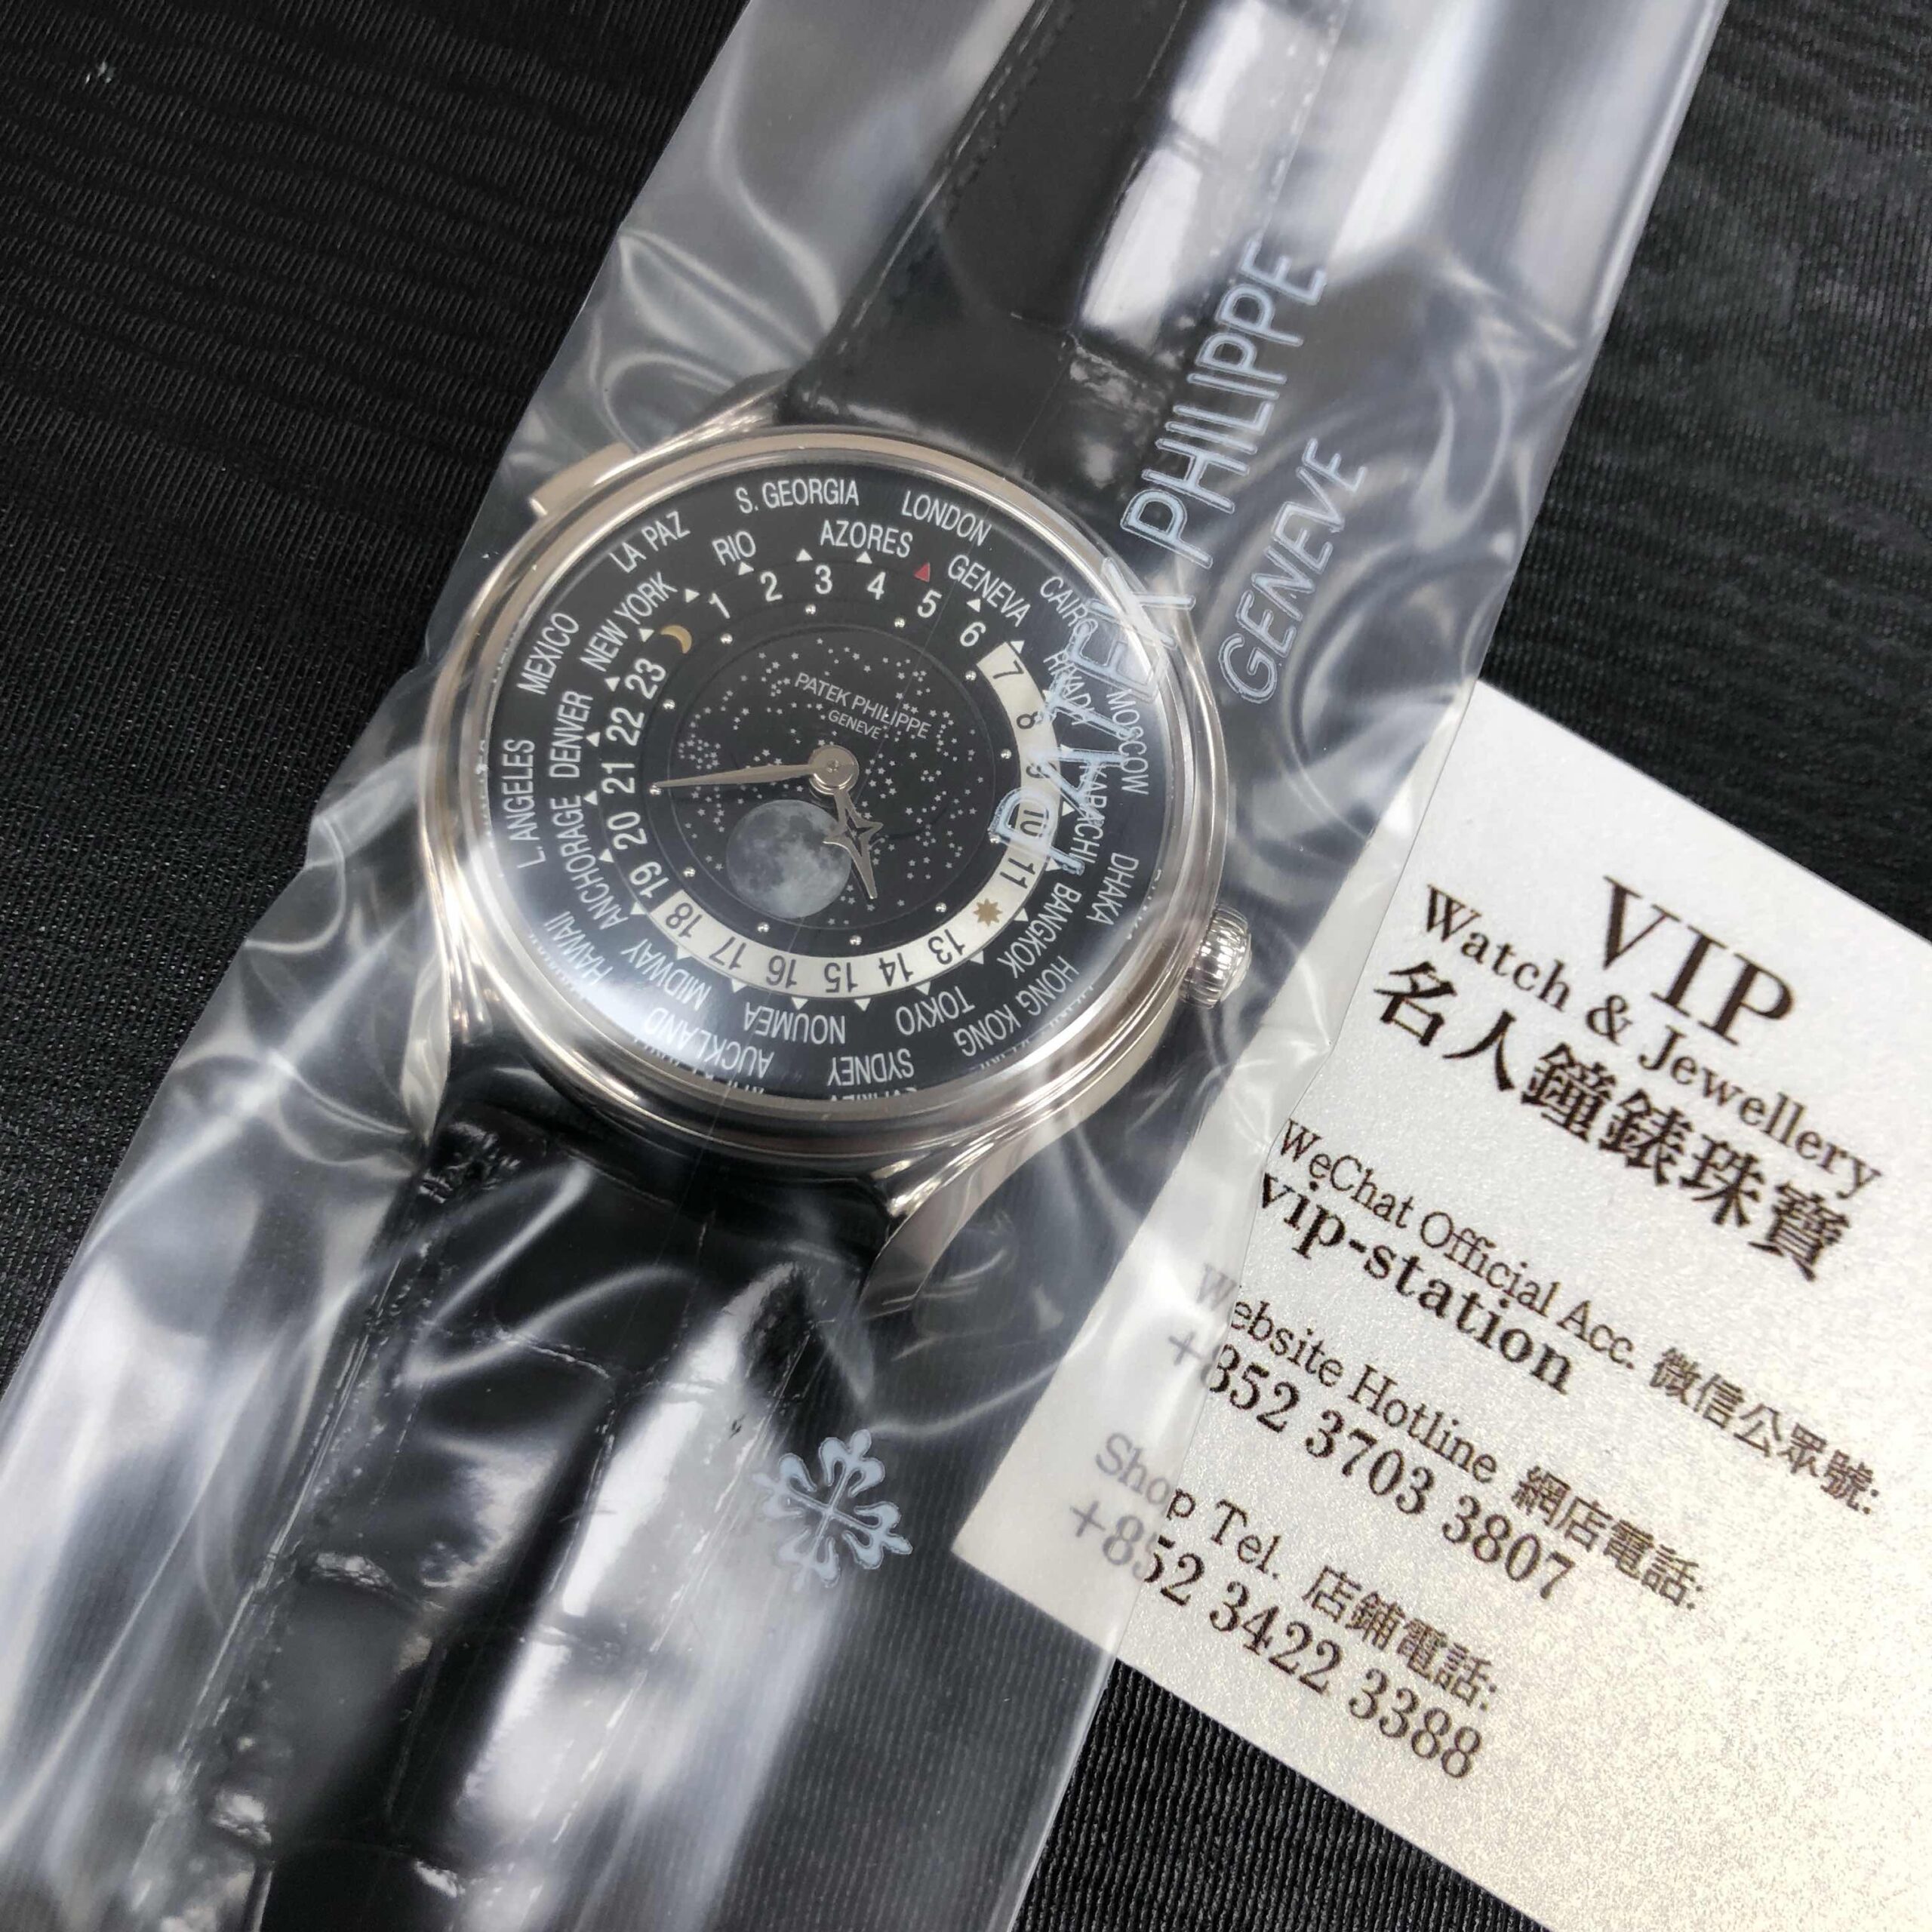 PATEK PHILIPPE
GENEVE
S. GEORGIA
LONDON
LA PAZ
RIO
AZORES
GENEVA
CAIRO
NEW YORK
MEXICO
RIYADH
MOSCOW
DENVER
L. ANGELES
KARACHI
DHAKA
ANCHORAGE
BANGKOK
HAWAII
HONG KONG
MIDWAY
TOKYO
AUCKLAND
NOUMEA
SYDNEY
1 2 3 4 5 6 7 8 9 10 11 13 14 15 16 17 18 19 20 21 22 23
PATEK PHILIPPE
GENEVE
VIP
Watch & Jewellery
名人鐘錶珠寶
WeChat Official Acc. 微信公眾號:
vip-station
Website Hotline 網店電話:
+852 3703 3807
Shop Tel. 店鋪電話:
+852 3422 3388